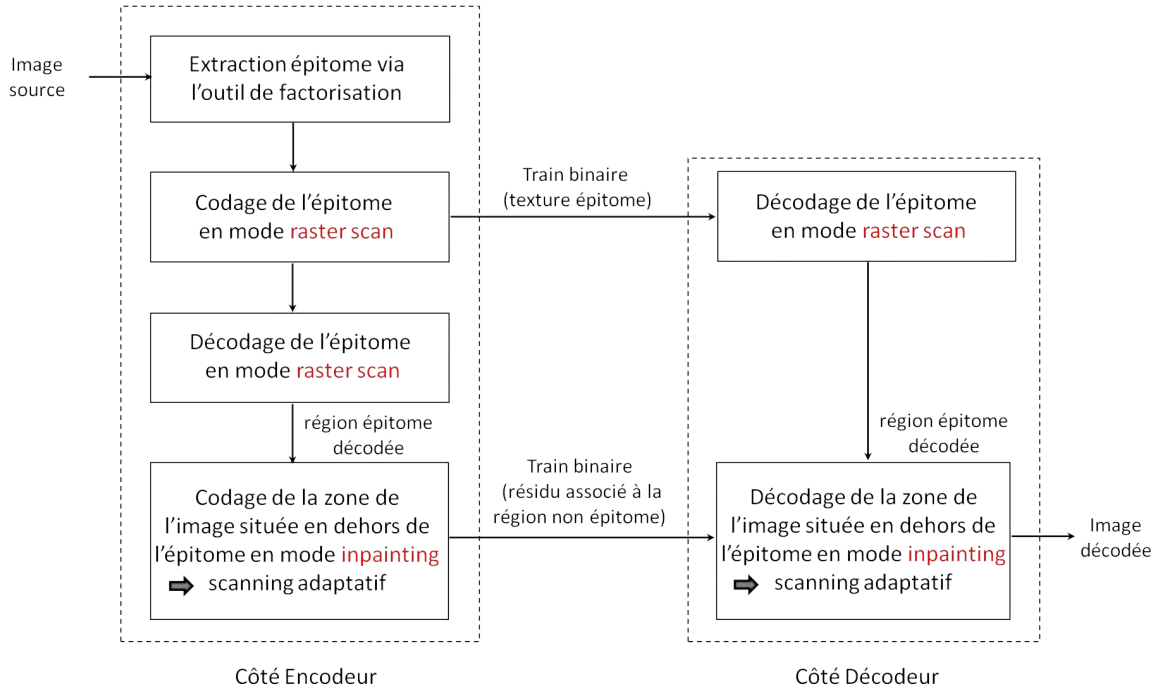 Image
source
Extraction épitome via
l'outil de factorisation
Codage de l'épitome
en mode raster scan
Train binaire
(texture épitome)
Décodage de l'épitome
en mode raster scan
Décodage de l'épitome
en mode raster scan
région épitome
décodée
région épitome
décodée
Codage de la zone de
l'image située en dehors de
l'épitome en mode inpainting
scanning adaptatif
Train binaire
(résidu associé à la
région non épitome)
Décodage de la zone de
l'image située en dehors de
l'épitome en mode inpainting
scanning adaptatif
Image
décodée
Côté Encodeur
Côté Décodeur